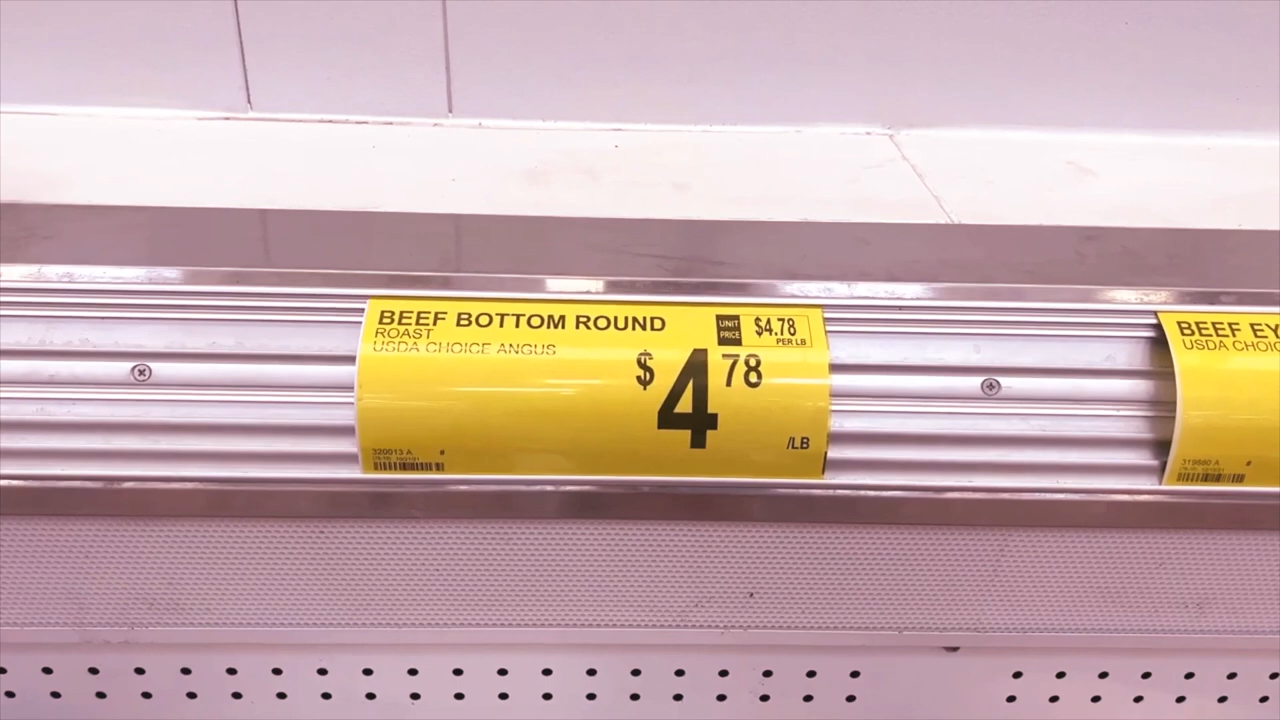 BEEF BOTTOM ROUND
ROAST
USDA CHOICE ANGUS
UNIT PRICE
$4.78
PER LB
$4 78
/LB
320013 A
BEEF EY
USDA CHOIC
319880 A